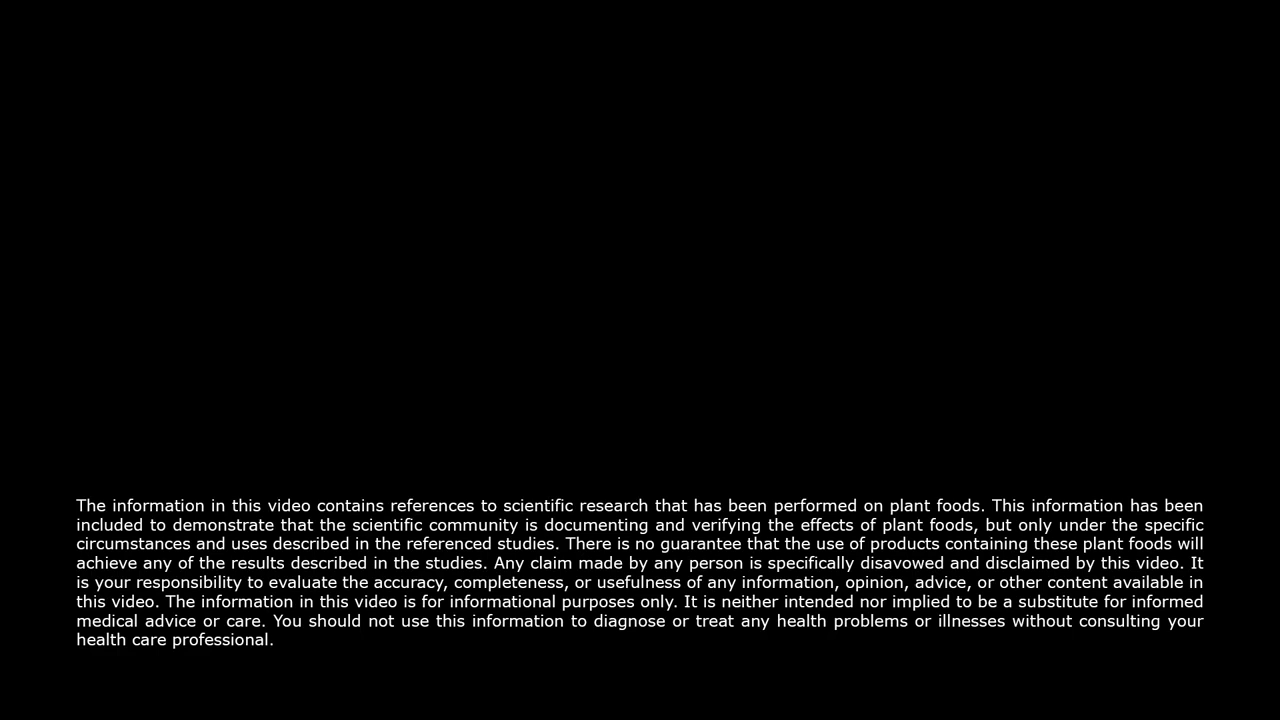 The information in this video contains references to scientific research that has been performed on plant foods. This information has been
included to demonstrate that the scientific community is documenting and verifying the effects of plant foods, but only under the specific
circumstances and uses described in the referenced studies. There is no guarantee that the use of products containing these plant foods will
achieve any of the results described in the studies. Any claim made by any person is specifically disavowed and disclaimed by this video. It
is your responsibility to evaluate the accuracy, completeness, or usefulness of any information, opinion, advice, or other content available in
this video. The information in this video is for informational purposes only. It is neither intended nor implied to be a substitute for informed
medical advice or care. You should not use this information to diagnose or treat any health problems or illnesses without consulting your
health care professional.